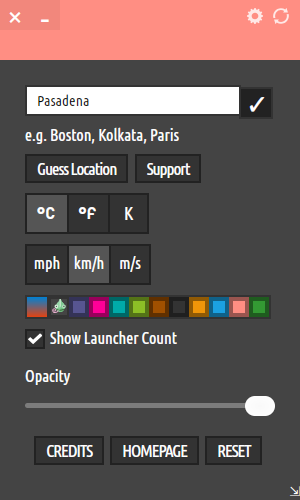 Pasadena
e.g. Boston, Kolkata, Paris
Guess Location Support
°C °F K
mph km/h m/s
Show Launcher Count
Opacity
CREDITS HOMEPAGE RESET